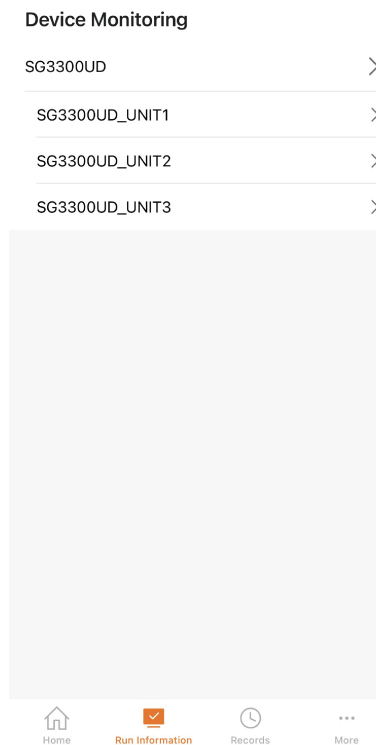 Device Monitoring
SG3300UD
SG3300UD_UNIT1
SG3300UD_UNIT2
SG3300UD_UNIT3
Home
Run Information
Records
More